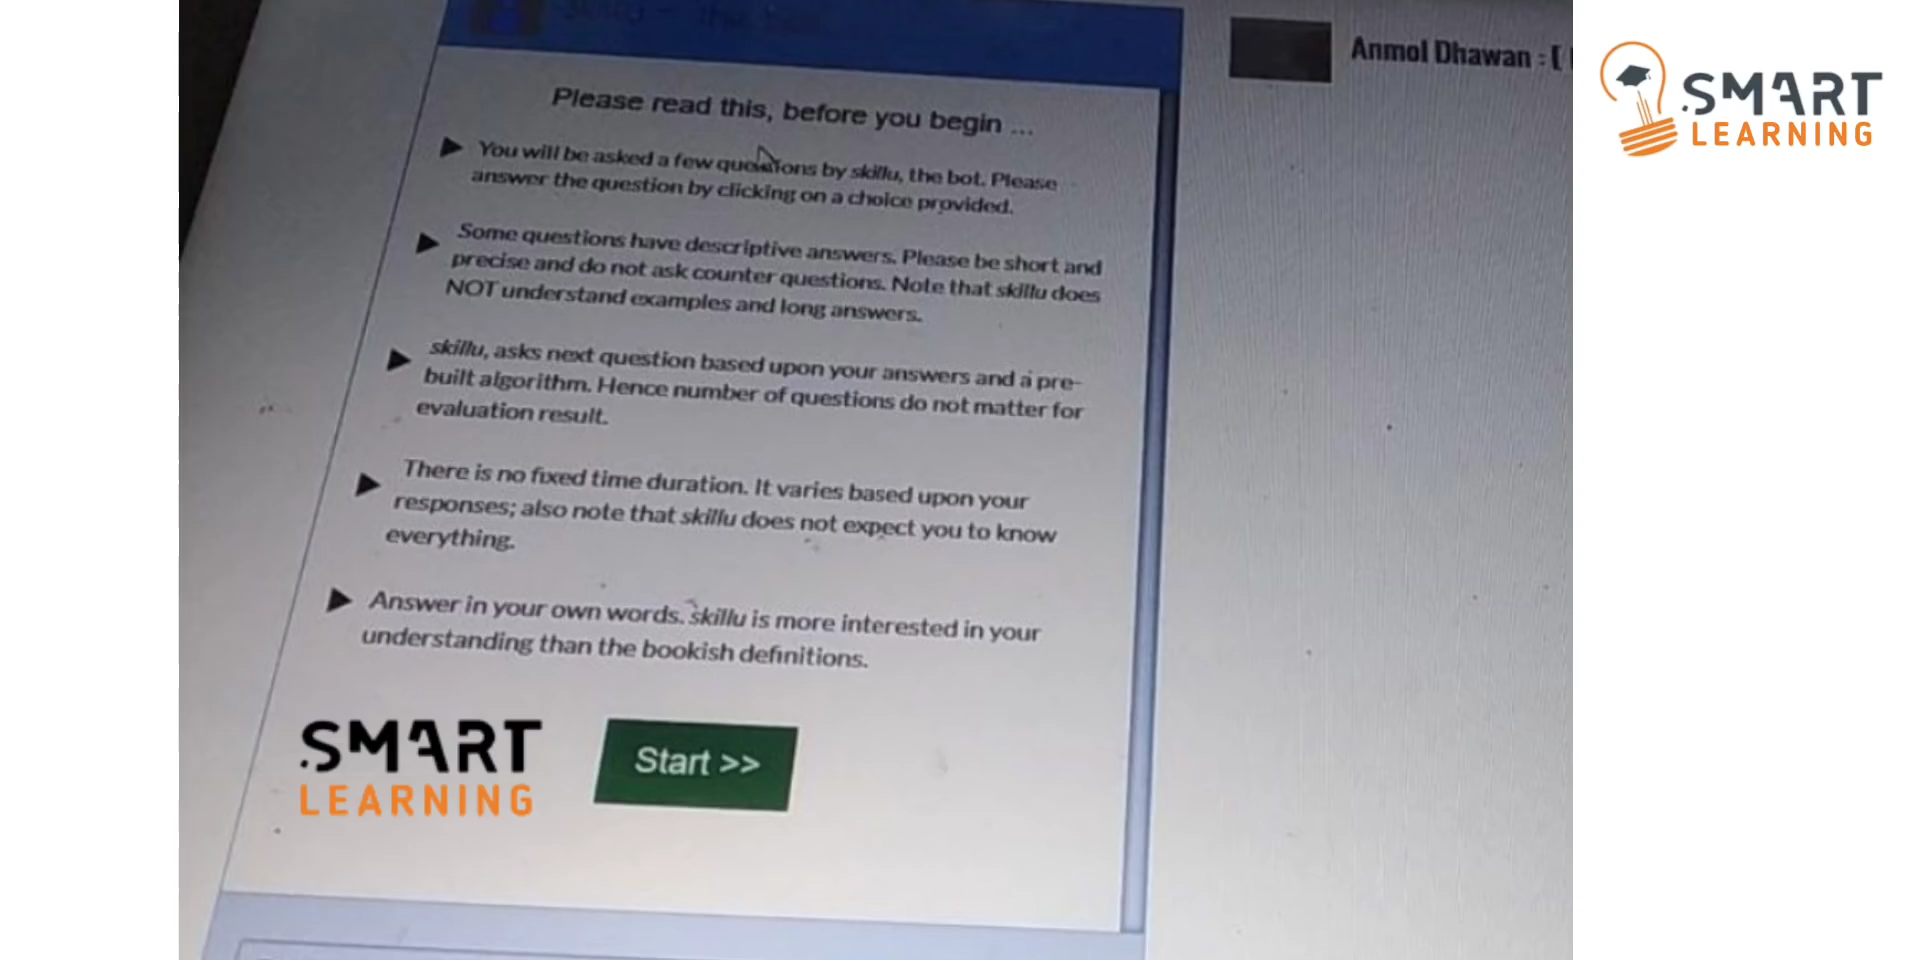 Anmol Dhawan : [
.SMART
LEARNING
Please read this, before you begin ...
You will be asked a few questions by skillu, the bot. Please
answer the question by clicking on a choice provided.
Some questions have descriptive answers. Please be short and
precise and do not ask counter questions. Note that skillu does
NOT understand examples and long answers.
skillu, asks next question based upon your answers and a pre-
built algorithm. Hence number of questions do not matter for
evaluation result.
There is no fixed time duration. It varies based upon your
responses; also note that skillu does not expect you to know
everything.
Answer in your own words. skillu is more interested in your
understanding than the bookish definitions.
.SMART
LEARNING
Start >>